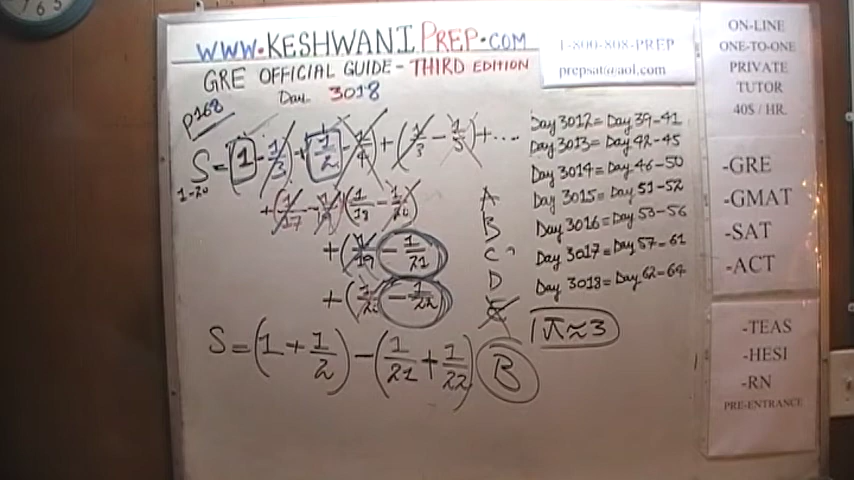 WWW.KESHWANIPREP.COM
1-800-808-PREP
prepsat@aol.com
GRE OFFICIAL GUIDE - THIRD EDITION
Day 3018
P168
S = (1 - 1/3) + (1/2 - 1/4) + (1/3 - 1/5) + ...
1-20
+ (1/17 - 1/19) (1/18 - 1/20)
+ (1/19 - 1/21)
+ (1/20 - 1/22)
S = (1 + 1/2) - (1/21 + 1/22) B
A
B
C
D
E
Day 3012 = Day 39-41
Day 3013 = Day 42-45
Day 3014 = Day 46-50
Day 3015 = Day 51-52
Day 3016 = Day 53-56
Day 3017 = Day 57-61
Day 3018 = Day 62-64
π≈3
ON-LINE
ONE-TO-ONE
PRIVATE
TUTOR
40$ / HR.
-GRE
-GMAT
-SAT
-ACT
-TEAS
-HESI
-RN
PRE-ENTRANCE